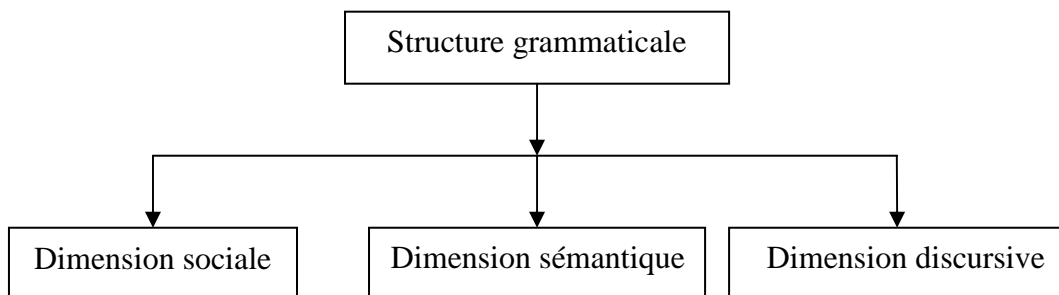 Structure grammaticale
Dimension sociale
Dimension sémantique
Dimension discursive